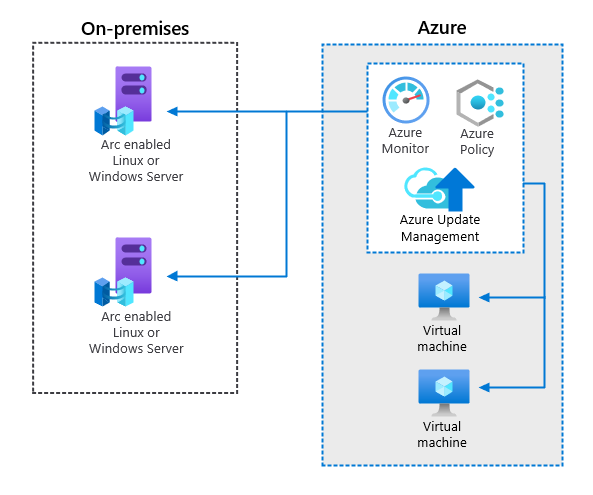 On-premises
Arc enabled
Linux or
Windows Server
Arc enabled
Linux or
Windows Server
Azure
Azure
Monitor
Azure
Policy
Azure Update
Management
Virtual
machine
Virtual
machine